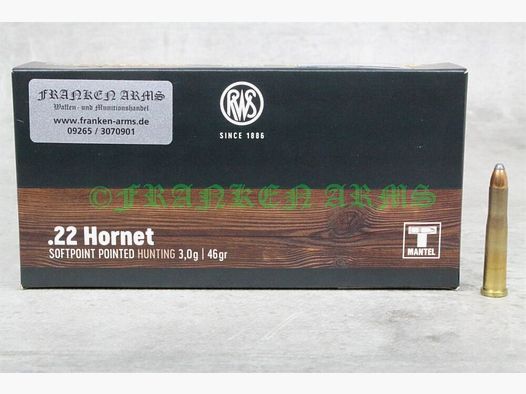 FRANKEN ARMS
Waffen - und Munitionshandel
www.franken-arms.de
09265 / 3070901
RWS
SINCE 1886
©FRANKEN ARMS
.22 Hornet
SOFTPOINT POINTED HUNTING 3,0g | 46gr
T
MANTEL